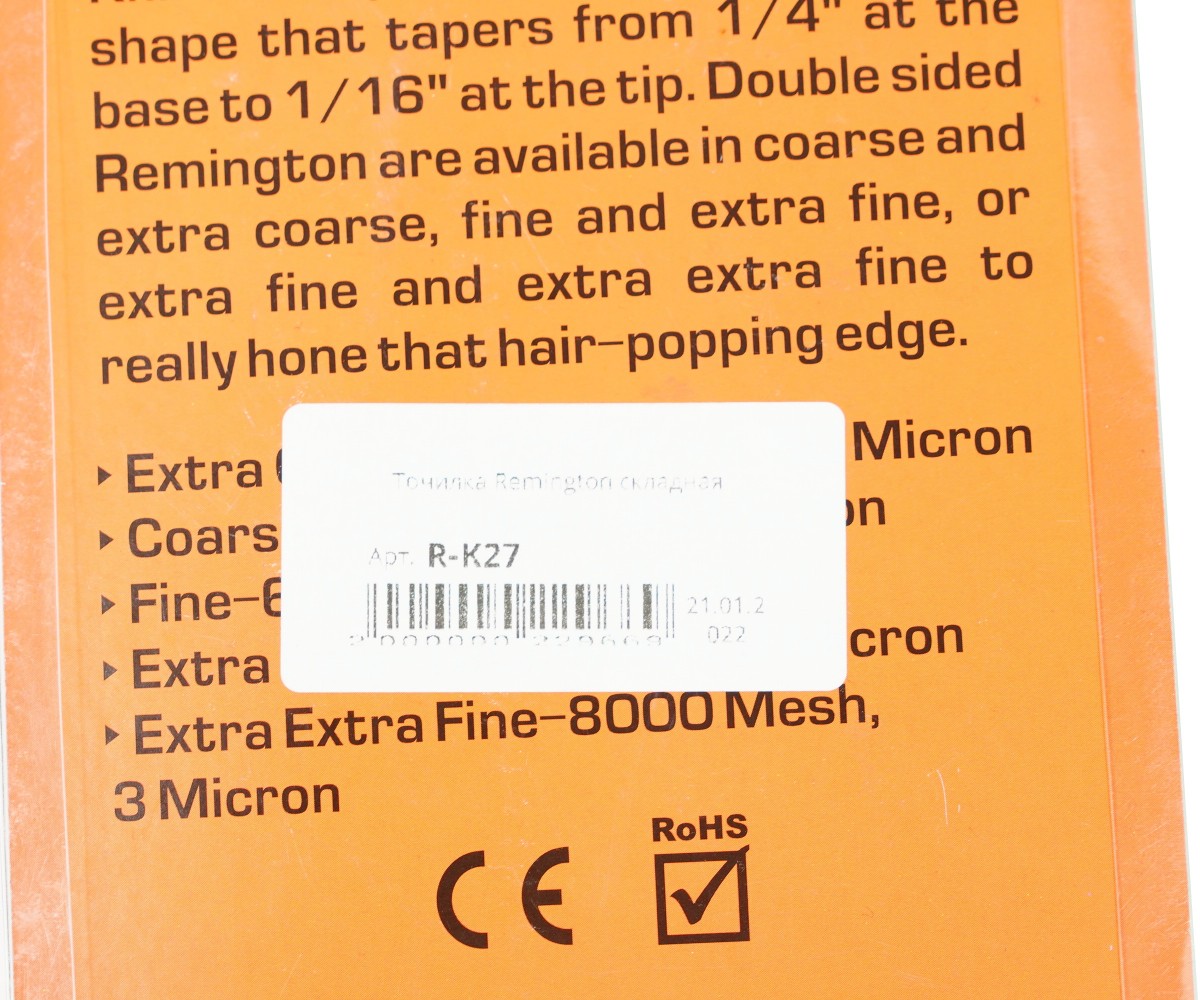 shape that tapers from 1/4" at the
base to 1/16" at the tip. Double sided
Remington are available in coarse and
extra coarse, fine and extra fine, or
extra fine and extra extra fine to
really hone that hair-popping edge.
▸ Extra Micron
▸ Coars on
▸ Fine-6
▸ Extra icron
▸ Extra Extra Fine-8000 Mesh,
3 Micron
Точилка Remington складная
Арт. R-K27
21.01.2
022
RoHS
CE